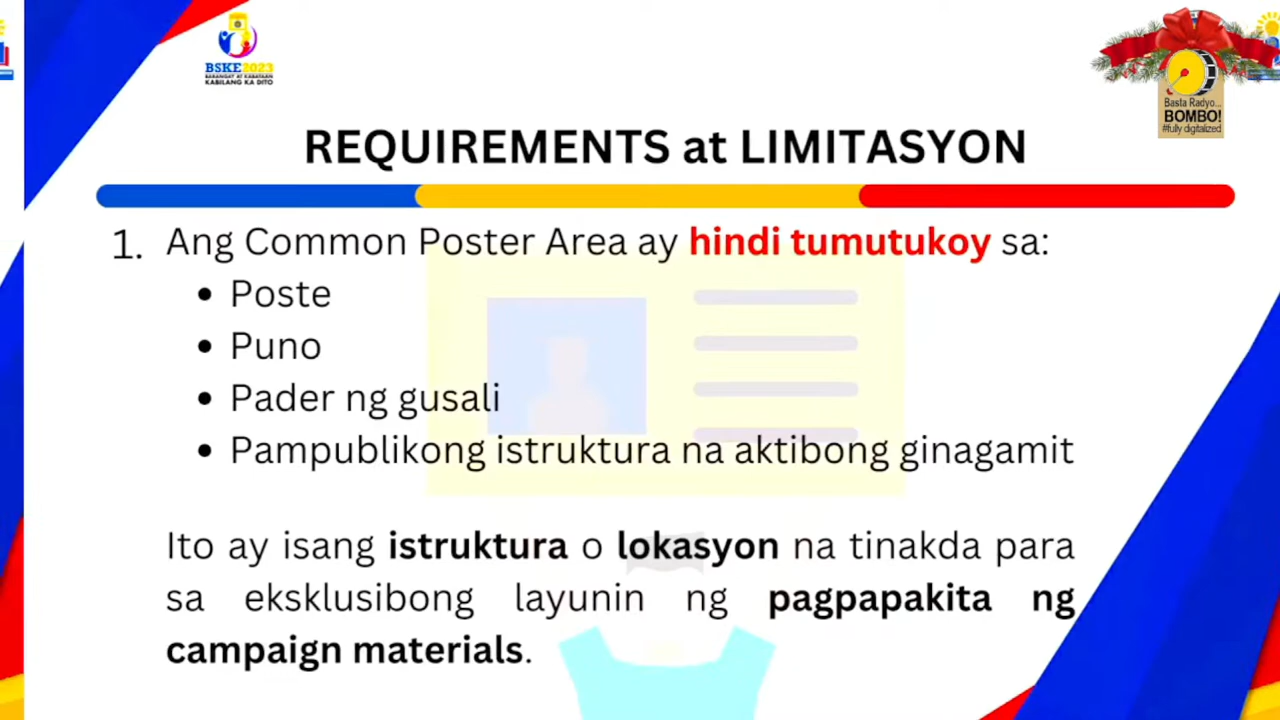 BSKE2023
BARANGAY AT KABATAAN
KABILANG KA DITO
Basta Radyo...
BOMBO!
#fully digitalized
REQUIREMENTS at LIMITASYON
1. Ang Common Poster Area ay hindi tumutukoy sa:
• Poste
• Puno
• Pader ng gusali
• Pampublikong istruktura na aktibong ginagamit
Ito ay isang istruktura o lokasyon na tinakda para
sa eksklusibong layunin ng pagpapakita ng
campaign materials.